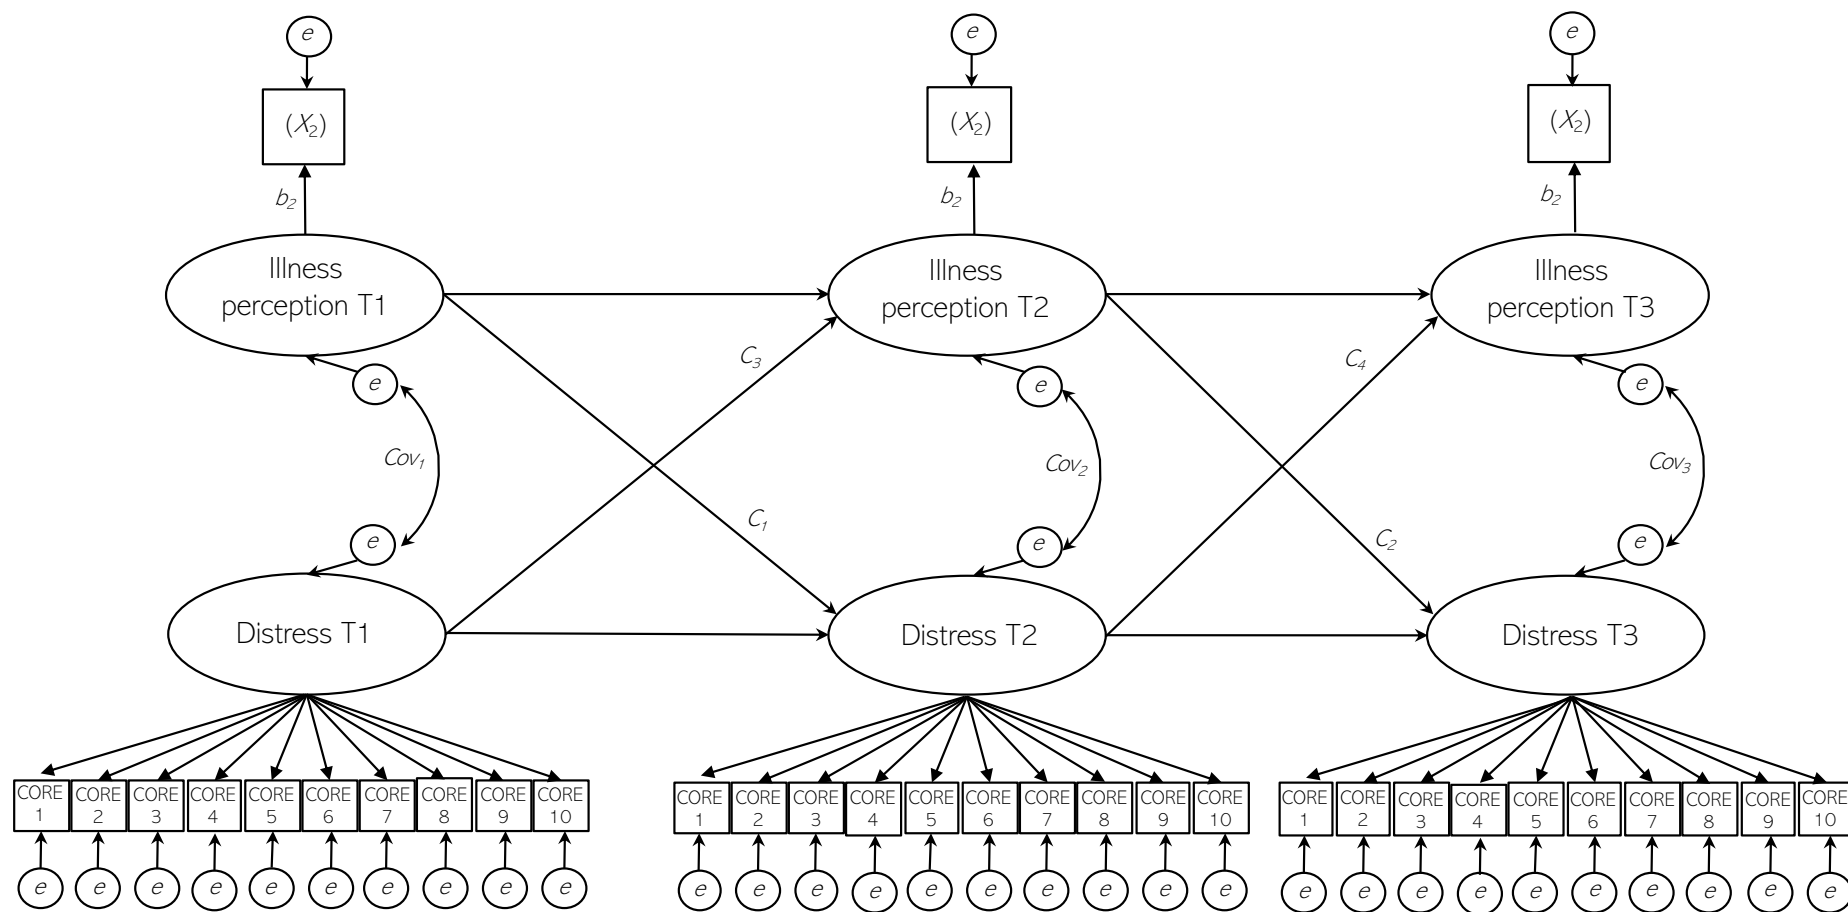 e e e
(X₂) (X₂) (X₂)
b₂ b₂ b₂
Illness
perception T1
Illness
perception T2
Illness
perception T3
C₃ C₄
e e e
Cov₁ Cov₂ Cov₃
C₁ C₂
e e e
Distress T1 Distress T2 Distress T3
CORE CORE CORE CORE CORE CORE CORE CORE CORE CORE
1 2 3 4 5 6 7 8 9 10
CORE CORE CORE CORE CORE CORE CORE CORE CORE CORE
1 2 3 4 5 6 7 8 9 10
CORE CORE CORE CORE CORE CORE CORE CORE CORE CORE
1 2 3 4 5 6 7 8 9 10
e e e e e e e e e e
e e e e e e e e e e
e e e e e e e e e e